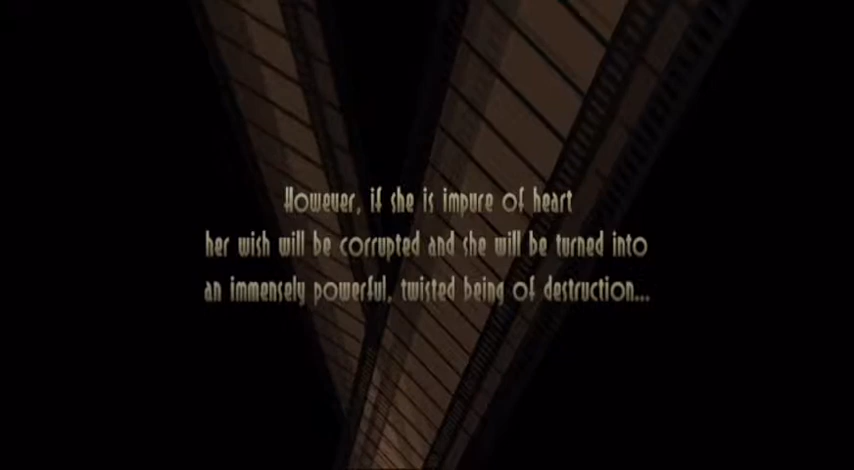 However, if she is impure of heart
her wish will be corrupted and she will be turned into
an immensely powerful, twisted being of destruction...